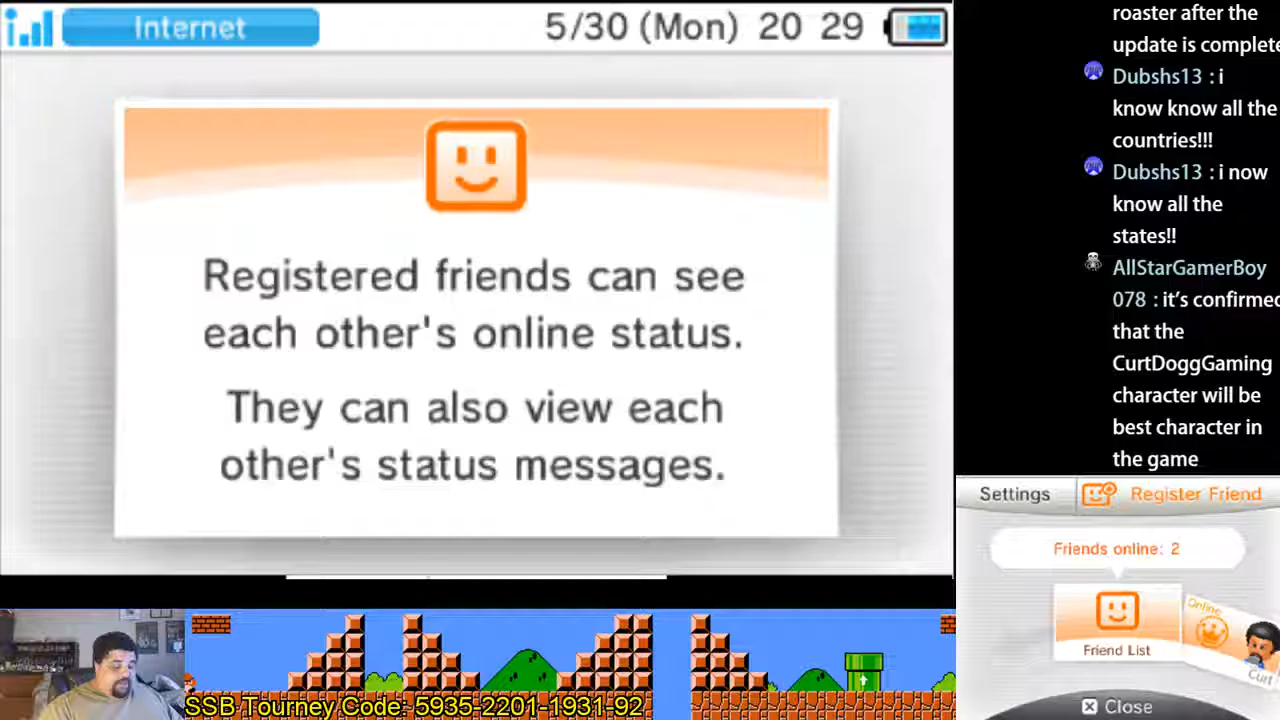 Internet
5/30 (Mon) 20 29
Registered friends can see
each other's online status.
They can also view each
other's status messages.
roaster after the
update is complete
Dubshs13 : i
know know all the
countries!!!
Dubshs13 : i now
know all the
states!!
AllStarGamerBoy
078 : it's confirmed
that the
CurtDoggGaming
character will be
best character in
the game
Settings
Register Friend
Friends online: 2
Friend List
Online
Curt
Close
SSB Tourney Code: 5935-2201-1931-92